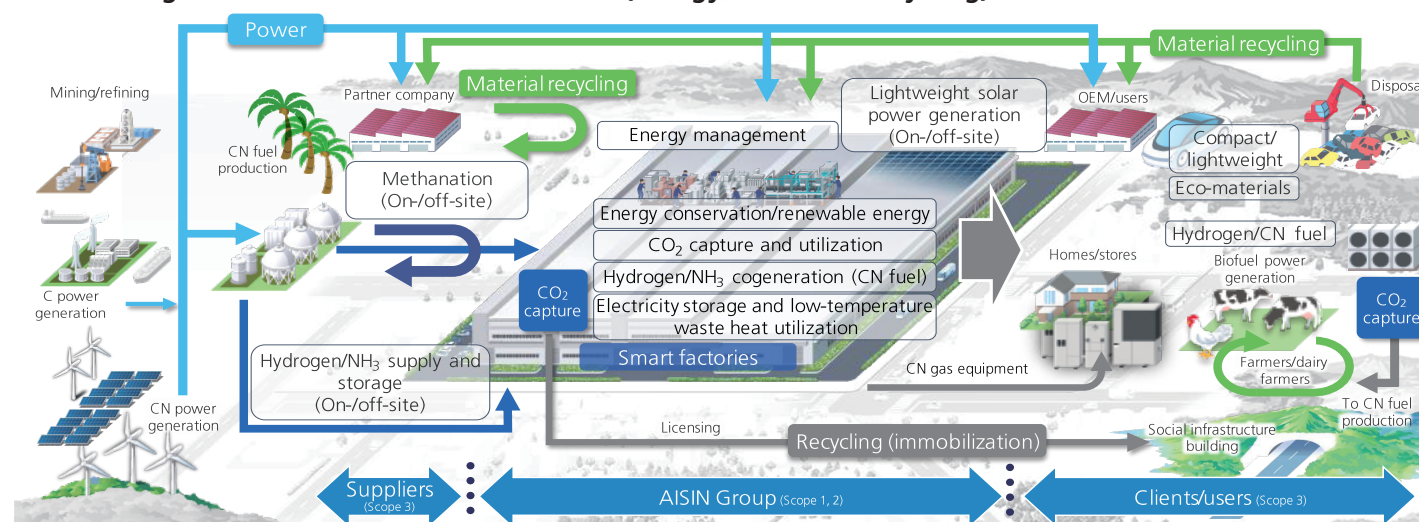 Power
Material recycling
Mining/refining
Partner company
Material recycling
Lightweight solar
power generation
(On-/off-site)
OEM/users
Energy management
Compact/
lightweight
CN fuel
production
Methanation
(On-/off-site)
Eco-materials
Energy conservation/renewable energy
Hydrogen/CN fuel
CO₂ capture and utilization
Homes/stores
Biofuel power
generation
Hydrogen/NH₃ cogeneration (CN fuel)
C power
generation
CO₂
capture
Electricity storage and low-temperature
waste heat utilization
CO₂
capture
Smart factories
Hydrogen/NH₃ supply and
storage
(On-/off-site)
CN gas equipment
Farmers/dairy
farmers
CN power
generation
To CN fuel
production
Licensing
Recycling (immobilization)
Social infrastructure
building
Suppliers
(Scope 3)
AISIN Group (Scope 1, 2)
Clients/users (Scope 3)